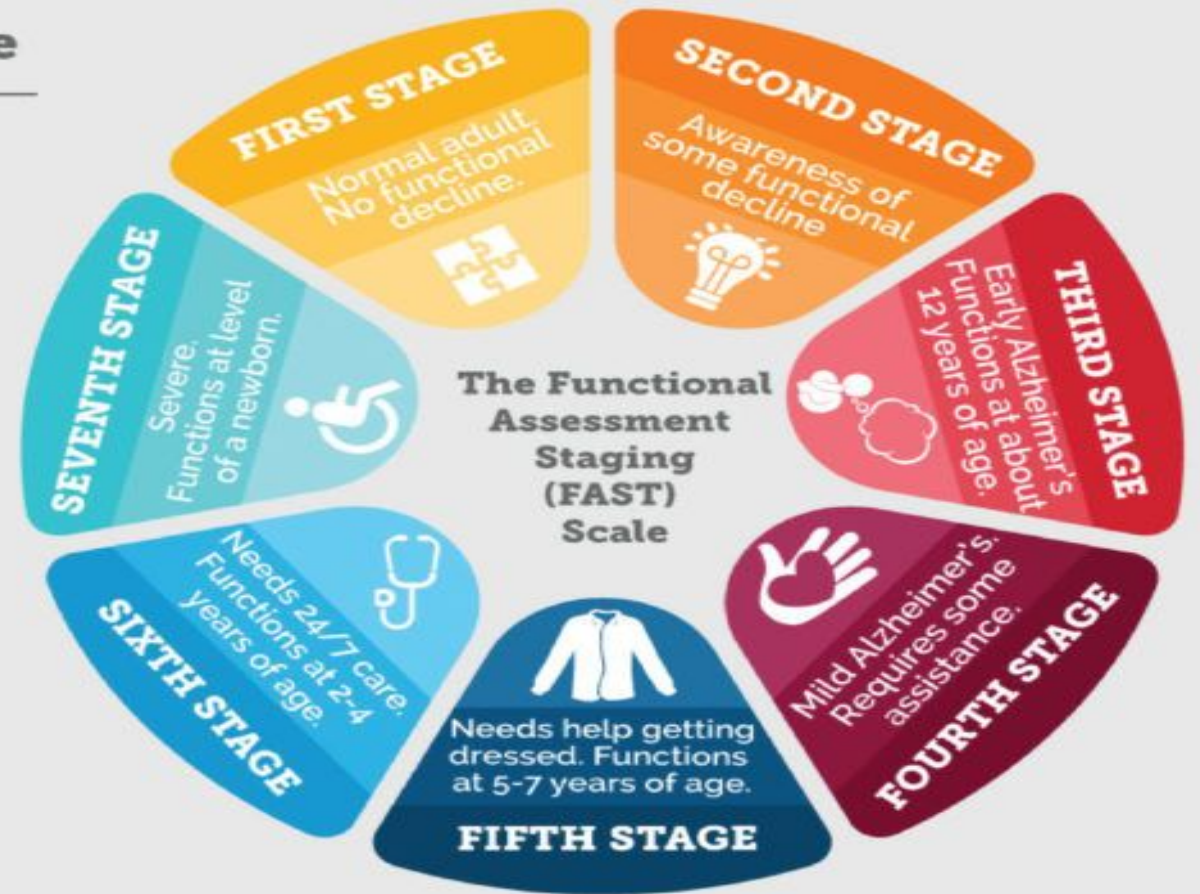 The Functional
Assessment
Staging
(FAST)
Scale
FIRST STAGE
Normal adult.
No functional
decline.
SECOND STAGE
Awareness of
some functional
decline
THIRD STAGE
Early Alzheimer's
Functions at about
12 years of age.
FOURTH STAGE
Mild Alzheimer's.
Requires some
assistance.
Needs help getting
dressed. Functions
at 5-7 years of age.
FIFTH STAGE
Needs 24/7 care.
Functions at 2-4
years of age.
SIXTH STAGE
SEVENTH STAGE
Severe.
Functions at level
of a newborn.